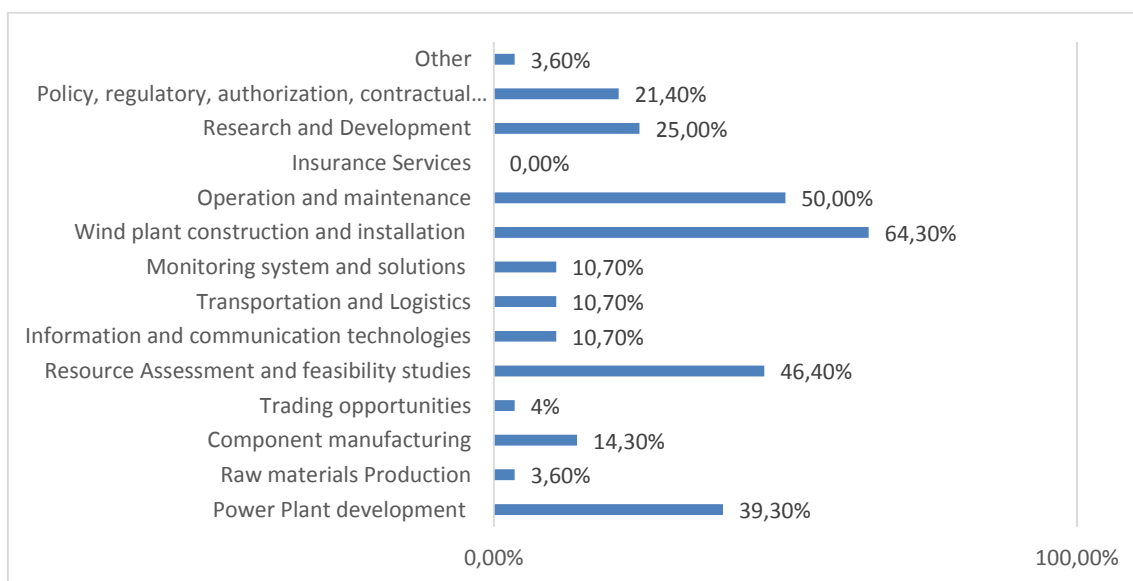 Other 3,60%
Policy, regulatory, authorization, contractual… 21,40%
Research and Development 25,00%
Insurance Services 0,00%
Operation and maintenance 50,00%
Wind plant construction and installation 64,30%
Monitoring system and solutions 10,70%
Transportation and Logistics 10,70%
Information and communication technologies 10,70%
Resource Assessment and feasibility studies 46,40%
Trading opportunities 4%
Component manufacturing 14,30%
Raw materials Production 3,60%
Power Plant development 39,30%
0,00% 100,00%